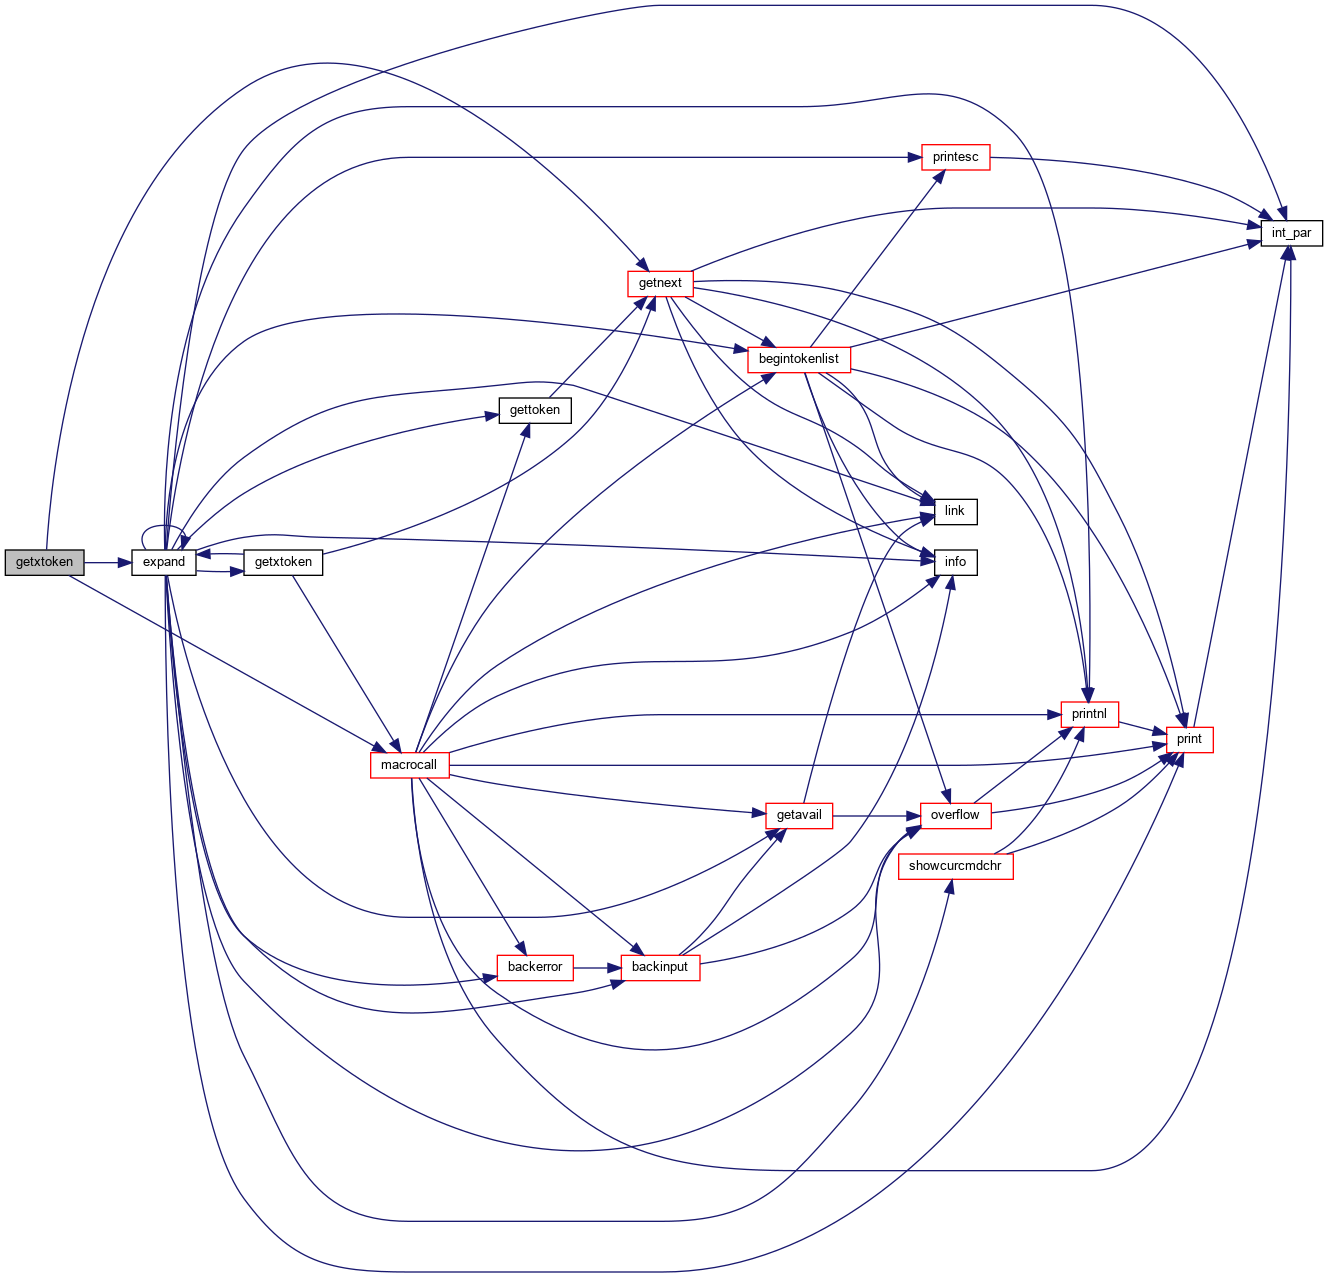 printesc
int_par
getnext
begintokenlist
gettoken
link
getxtoken
expand
getxtoken
info
printnl
print
macrocall
getavail
overflow
showcurcmdchr
backerror
backinput